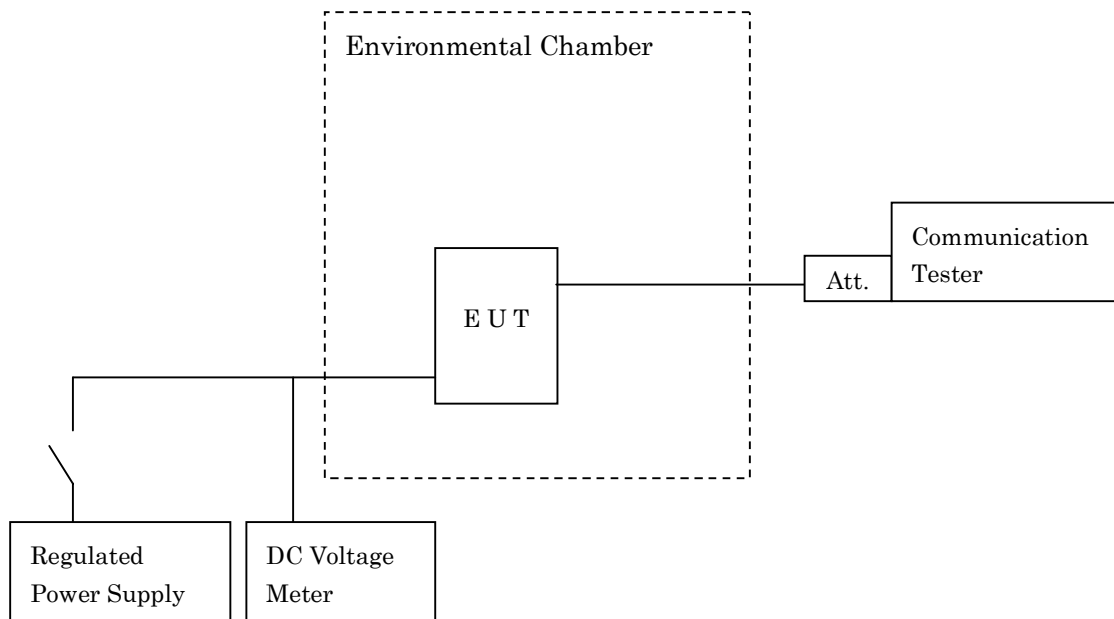 Environmental Chamber
Communication
Tester
Att.
E U T
Regulated
Power Supply
DC Voltage
Meter